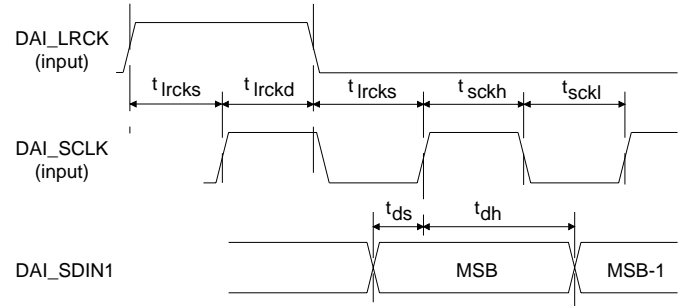 DAI_LRCK
(input)
t lrcks t lrckd t lrcks t sckh t sckl
DAI_SCLK
(input)
t ds t dh
DAI_SDIN1 MSB MSB-1